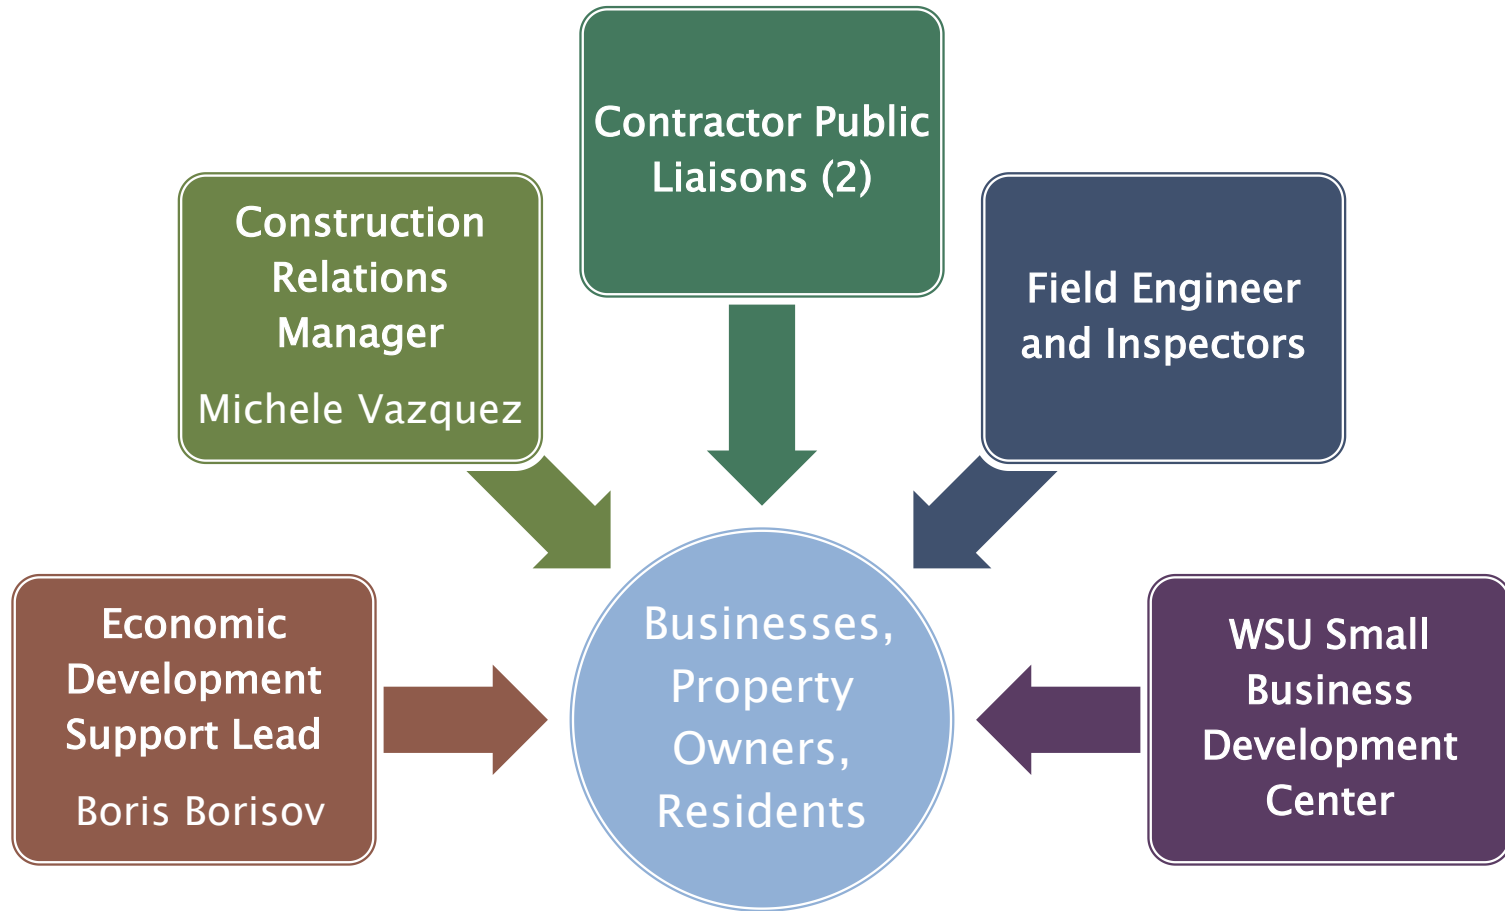 Contractor Public
Liaisons (2)
Construction
Relations
Manager
Michele Vazquez
Field Engineer
and Inspectors
Economic
Development
Support Lead
Boris Borisov
Businesses,
Property
Owners,
Residents
WSU Small
Business
Development
Center